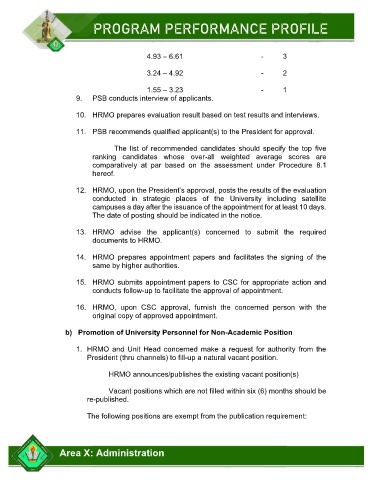 PROGRAM PERFORMANCE PROFILE
4.93 – 6.61 - 3
3.24 – 4.92 - 2
1.55 – 3.23 - 1
9. PSB conducts interview of applicants.
10. HRMO prepares evaluation result based on test results and interviews.
11. PSB recommends qualified applicant(s) to the President for approval.
The list of recommended candidates should specify the top five
ranking candidates whose over-all weighted average scores are
comparatively at par based on the assessment under Procedure 8.1
hereof.
12. HRMO, upon the President's approval, posts the results of the evaluation
conducted in strategic places of the University including satellite
campuses a day after the issuance of the appointment for at least 10 days.
The date of posting should be indicated in the notice.
13. HRMO advise the applicant(s) concerned to submit the required
documents to HRMO.
14. HRMO prepares appointment papers and facilitates the signing of the
same by higher authorities.
15. HRMO submits appointment papers to CSC for appropriate action and
conducts follow-up to facilitate the approval of appointment.
16. HRMO, upon CSC approval, furnish the concerned person with the
original copy of approved appointment.
b) Promotion of University Personnel for Non-Academic Position
1. HRMO and Unit Head concerned make a request for authority from the
President (thru channels) to fill-up a natural vacant position.
HRMO announces/publishes the existing vacant position(s)
Vacant positions which are not filled within six (6) months should be
re-published.
The following positions are exempt from the publication requirement:
Area X: Administration